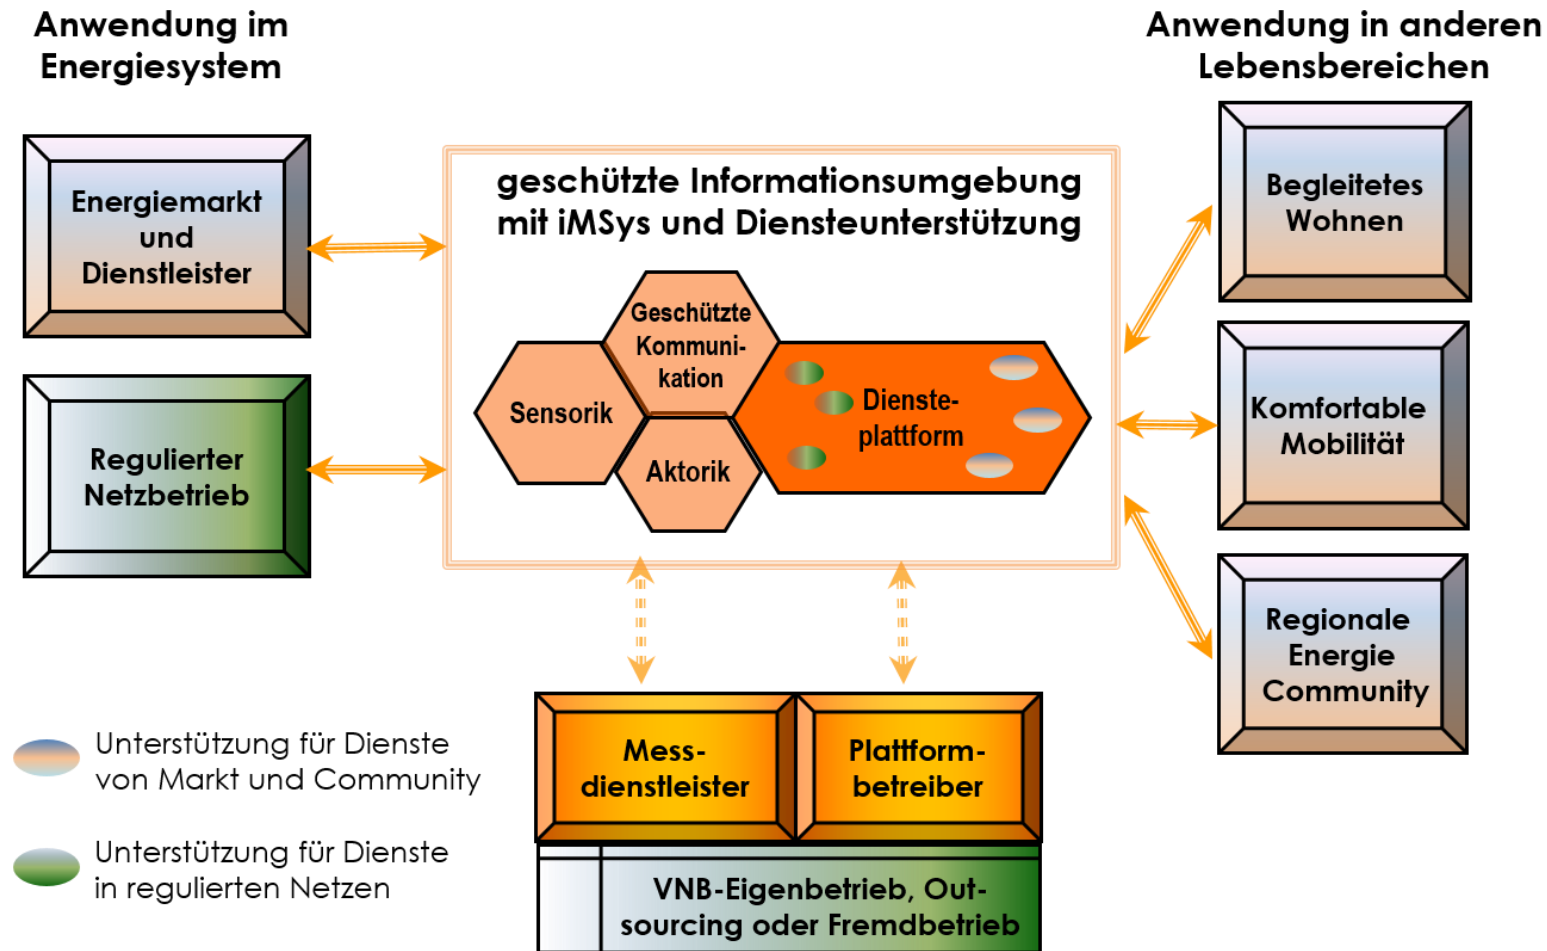 Anwendung im
Energiesystem
Anwendung in anderen
Lebensbereichen
Energiemarkt
und
Dienstleister
Regulierter
Netzbetrieb
geschützte Informationsumgebung
mit iMSys und Diensteunterstützung
Geschützte
Kommuni-
kation
Sensorik
Aktorik
Dienste-
plattform
Begleitetes
Wohnen
Komfortable
Mobilität
Regionale
Energie
Community
Mess-
dienstleister
Plattform-
betreiber
VNB-Eigenbetrieb, Out-
sourcing oder Fremdbetrieb
Unterstützung für Dienste
von Markt und Community
Unterstützung für Dienste
in regulierten Netzen